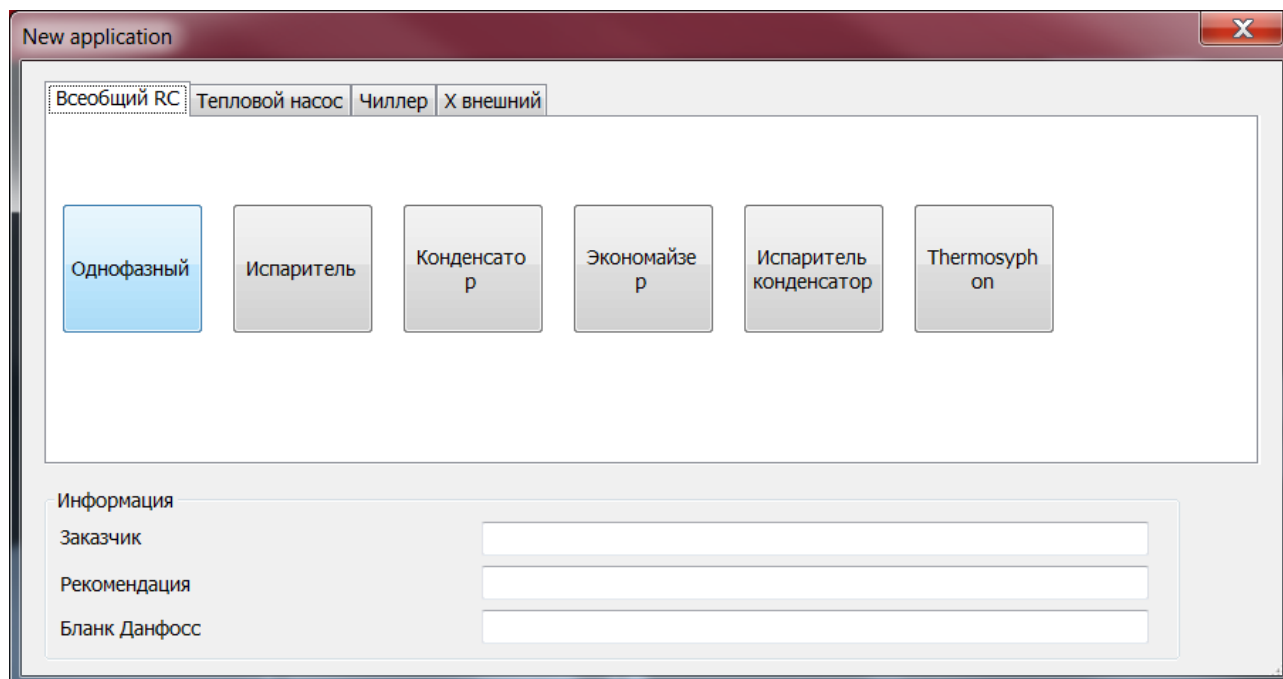 New application
Всеобщий RC Тепловой насос Чиллер X внешний
Однофазный
Испаритель
Конденсато
р
Экономайзе
р
Испаритель
конденсатор
Thermosyph
on
Информация
Заказчик
Рекомендация
Бланк Данфосс